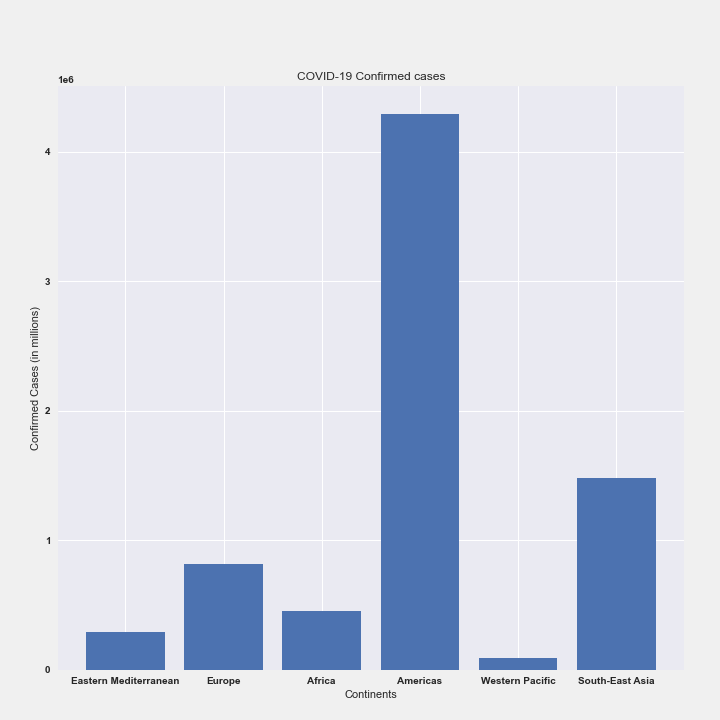 COVID-19 Confirmed cases
1e6
4
3
2
1
0
Confirmed Cases (in millions)
Eastern Mediterranean Europe Africa Americas Western Pacific South-East Asia
Continents